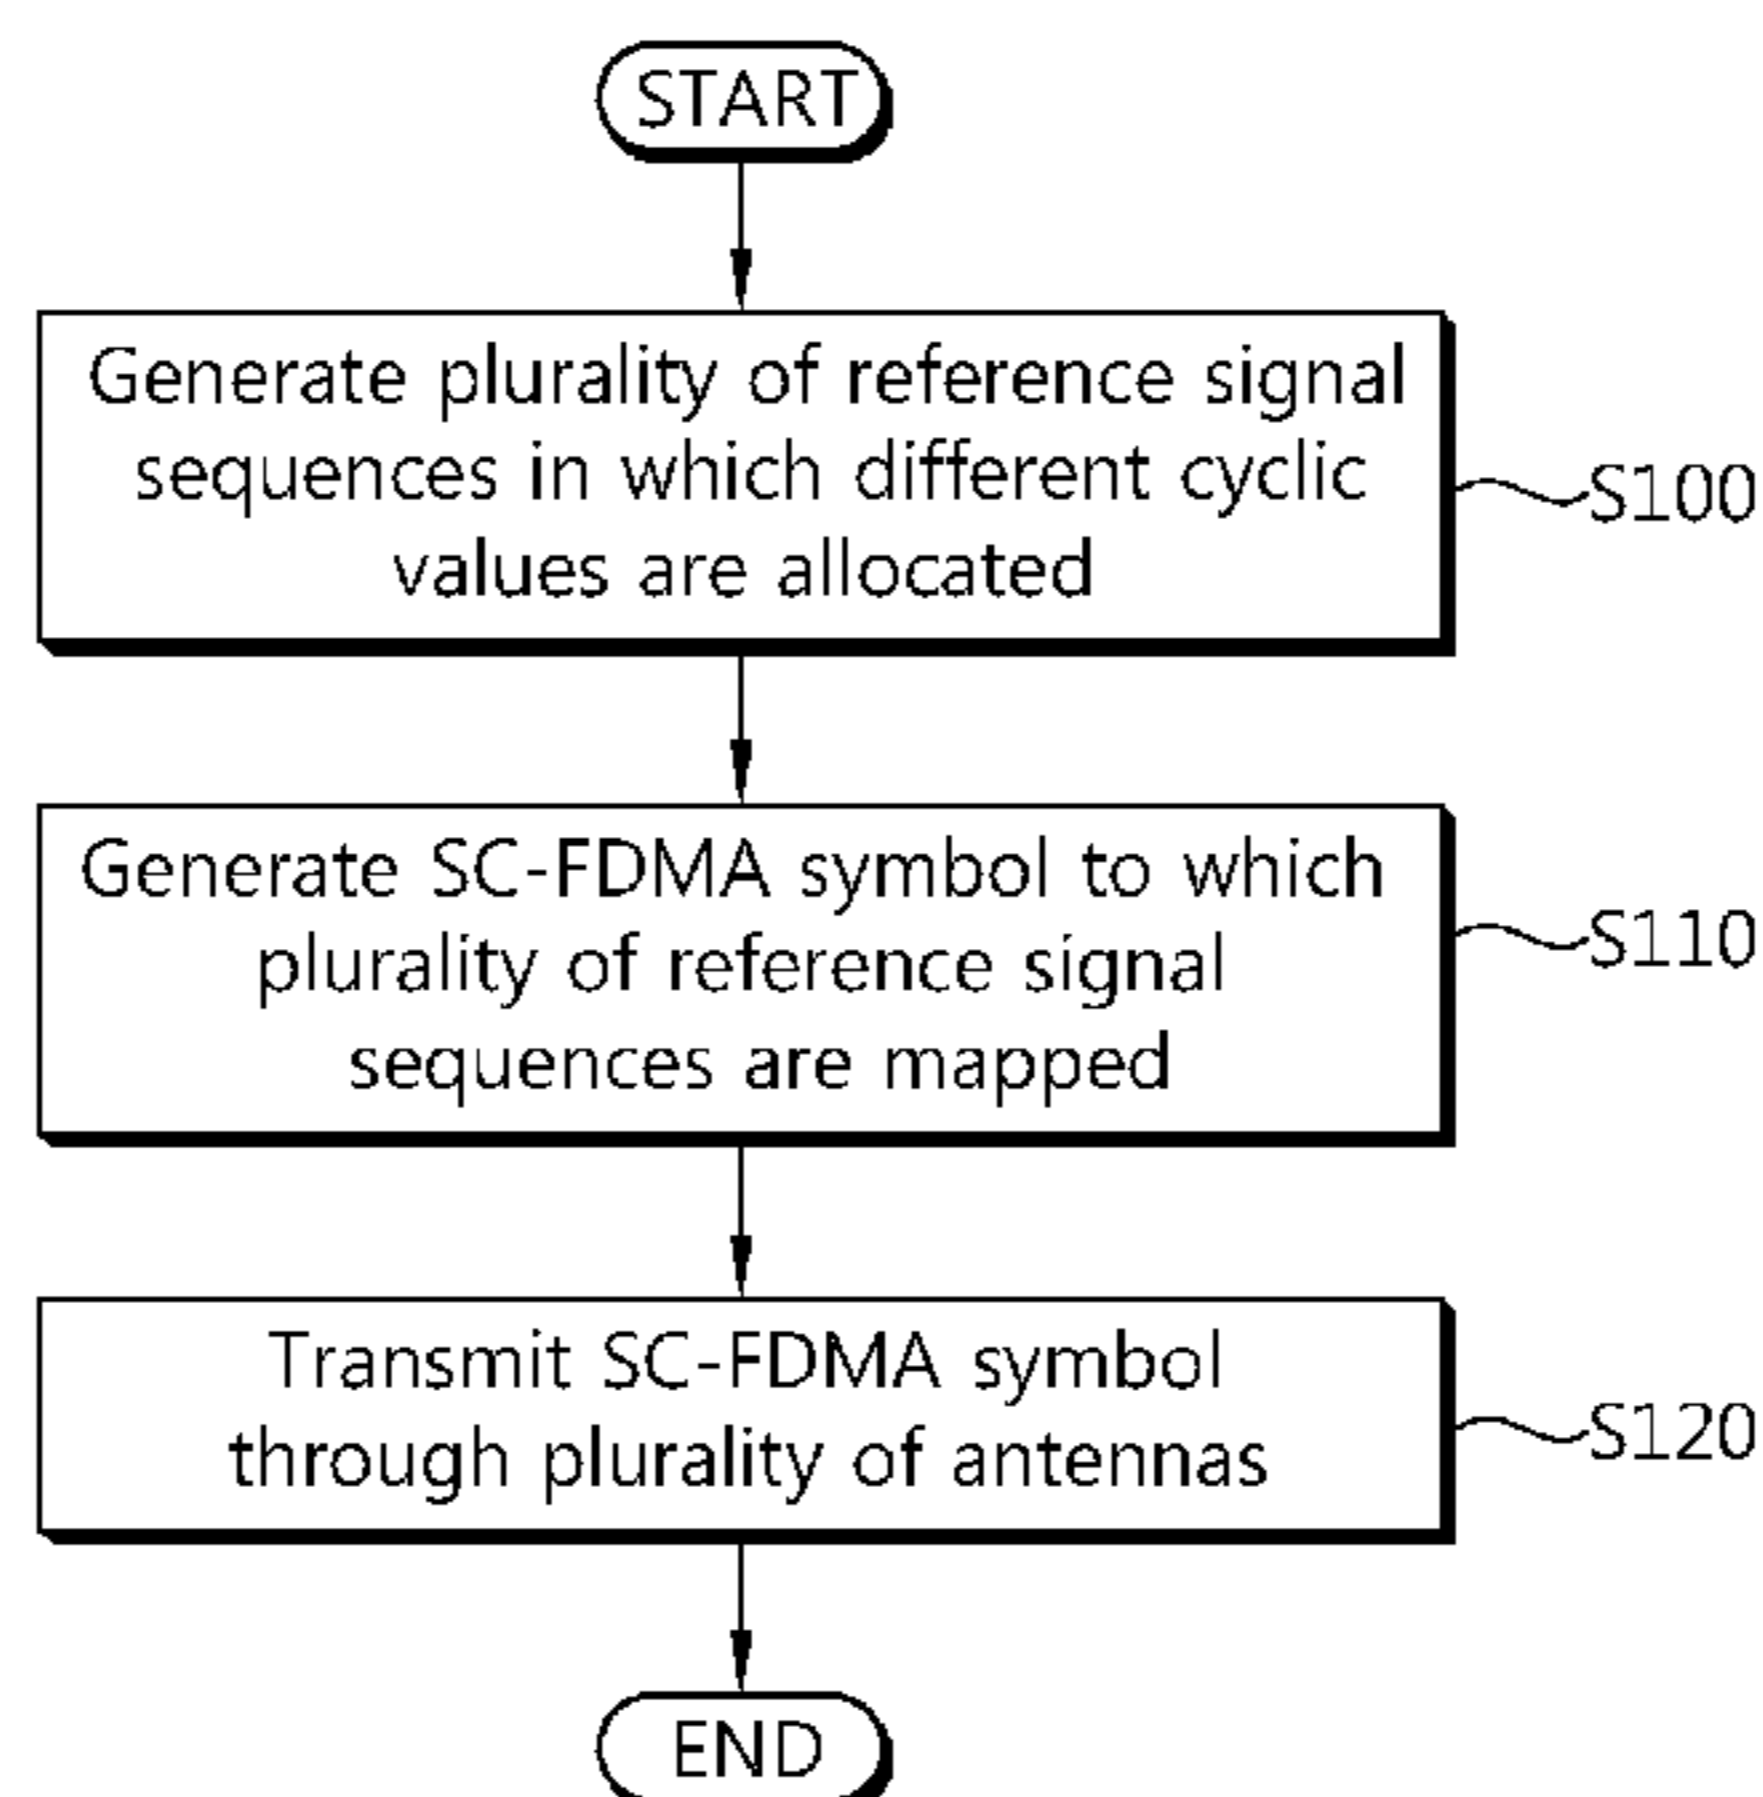 START
Generate plurality of reference signal
sequences in which different cyclic
values are allocated
S100
Generate SC-FDMA symbol to which
plurality of reference signal
sequences are mapped
S110
Transmit SC-FDMA symbol
through plurality of antennas
S120
END